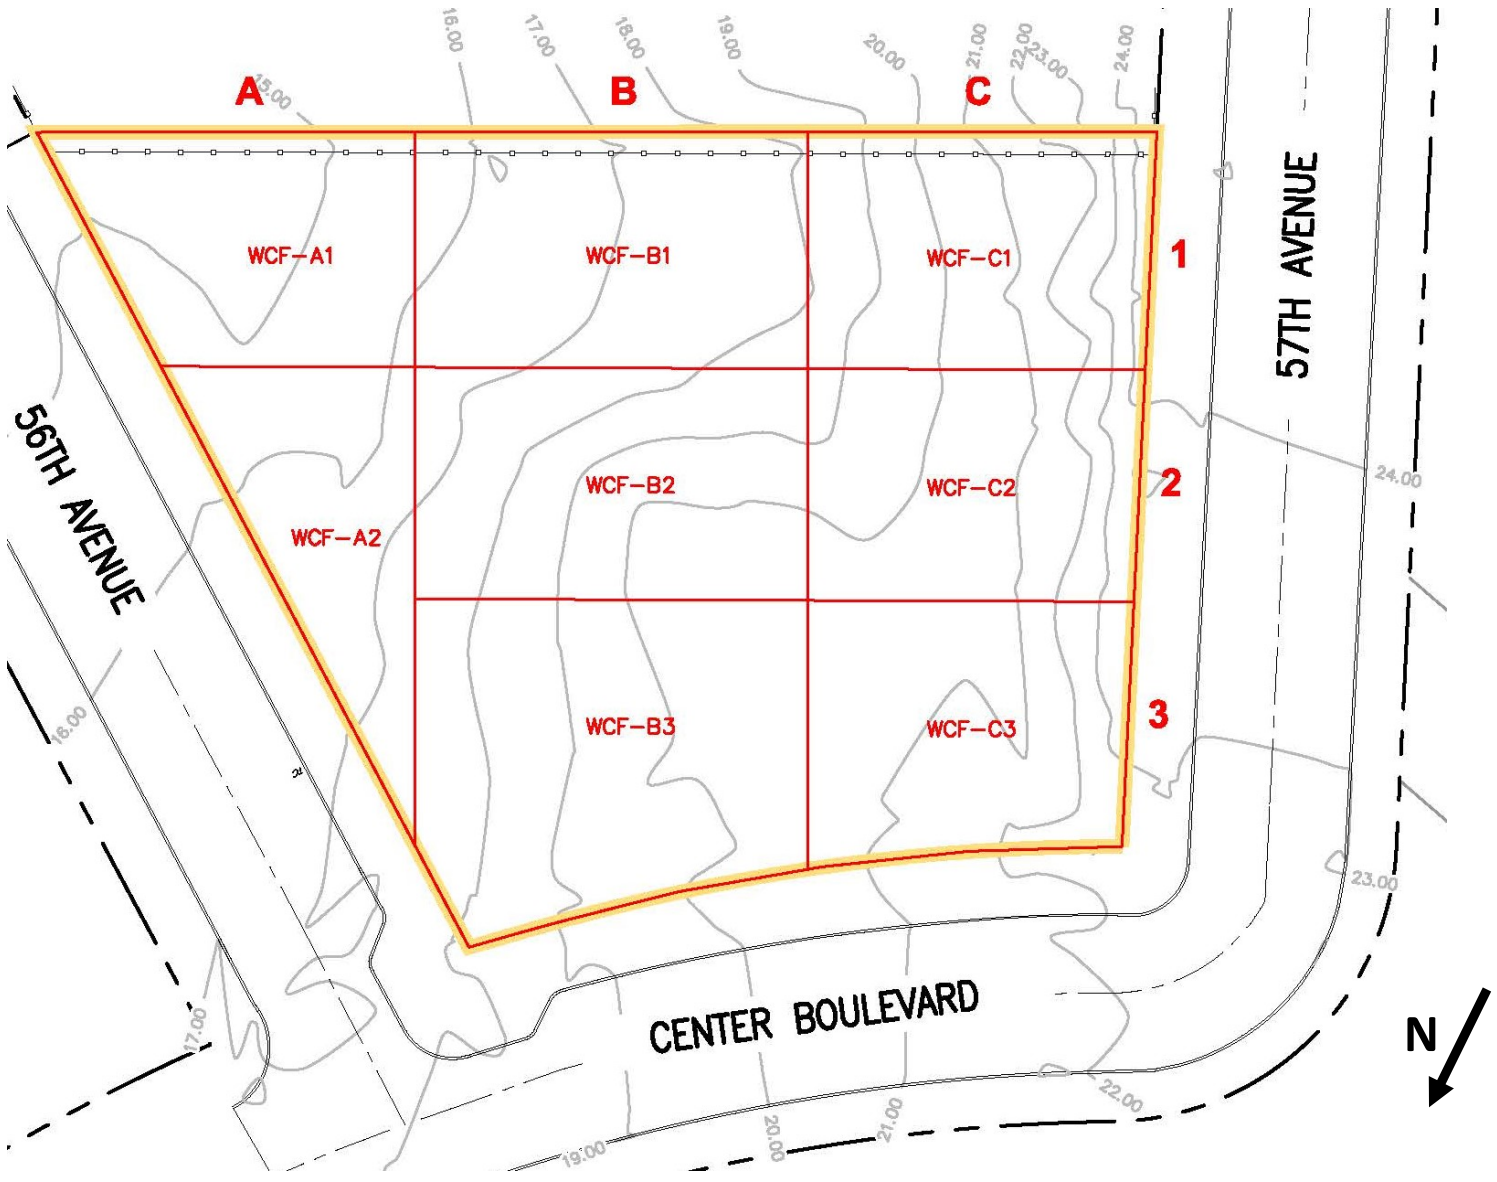 16.00
17.00
18.00
19.00
20.00
21.00
22.00
23.00
24.00
A
15.00
B
C
WCF-A1
WCF-B1
WCF-C1
1
57TH AVENUE
56TH AVENUE
WCF-A2
WCF-B2
WCF-C2
2
24.00
WCF-B3
WCF-C3
3
16.00
23.00
17.00
CENTER BOULEVARD
N
19.00
20.00
21.00
22.00